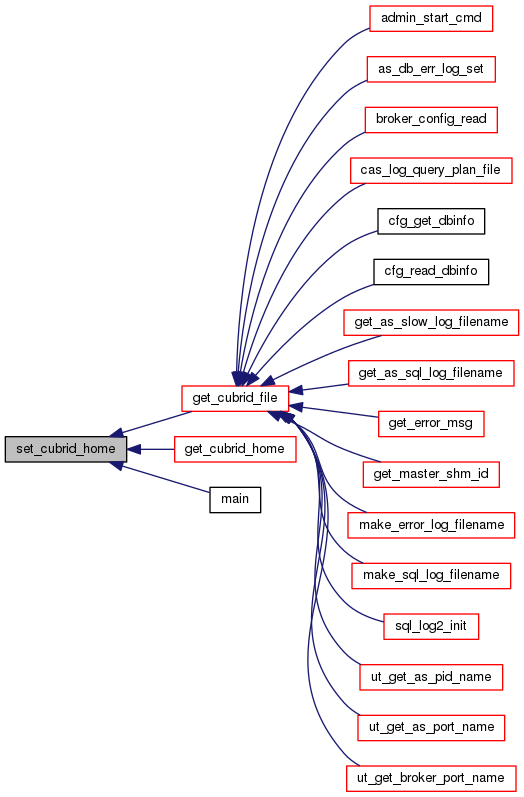 admin_start_cmd
as_db_err_log_set
broker_config_read
cas_log_query_plan_file
cfg_get_dbinfo
cfg_read_dbinfo
get_as_slow_log_filename
get_as_sql_log_filename
get_cubrid_file
get_error_msg
set_cubrid_home
get_cubrid_home
get_master_shm_id
main
make_error_log_filename
make_sql_log_filename
sql_log2_init
ut_get_as_pid_name
ut_get_as_port_name
ut_get_broker_port_name